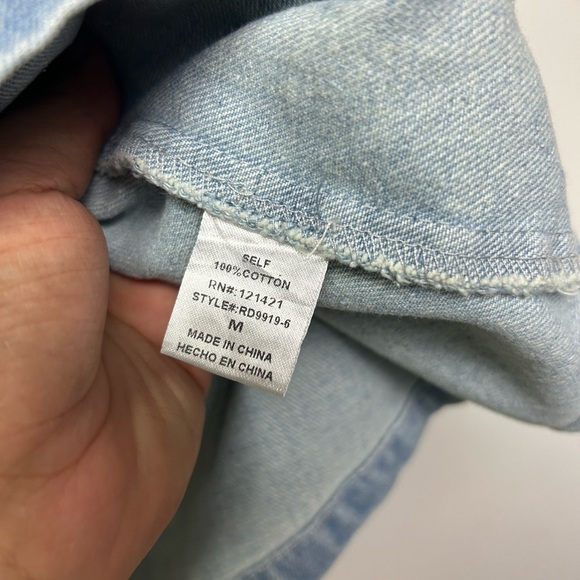 SELF
100%COTTON
RN#:121421
STYLE#:RD9919-6
M
MADE IN CHINA
HECHO EN CHINA